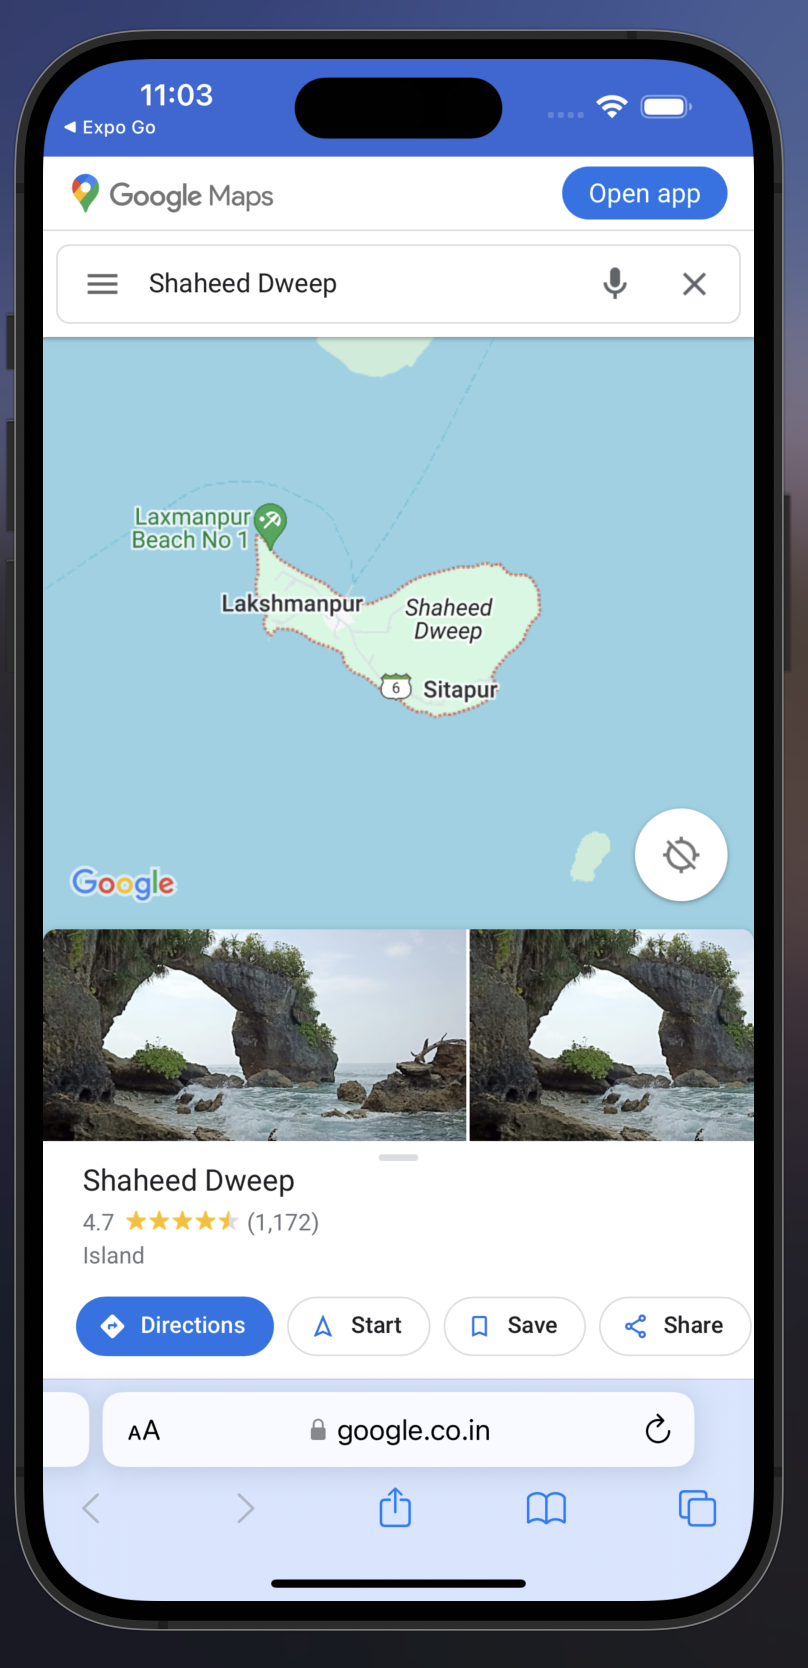 11:03
◀ Expo Go
Google Maps
Open app
Shaheed Dweep
Laxmanpur
Beach No 1
Lakshmanpur
Shaheed
Dweep
6
Sitapur
Google
Shaheed Dweep
4.7 (1,172)
Island
Directions
Start
Save
Share
AA
google.co.in